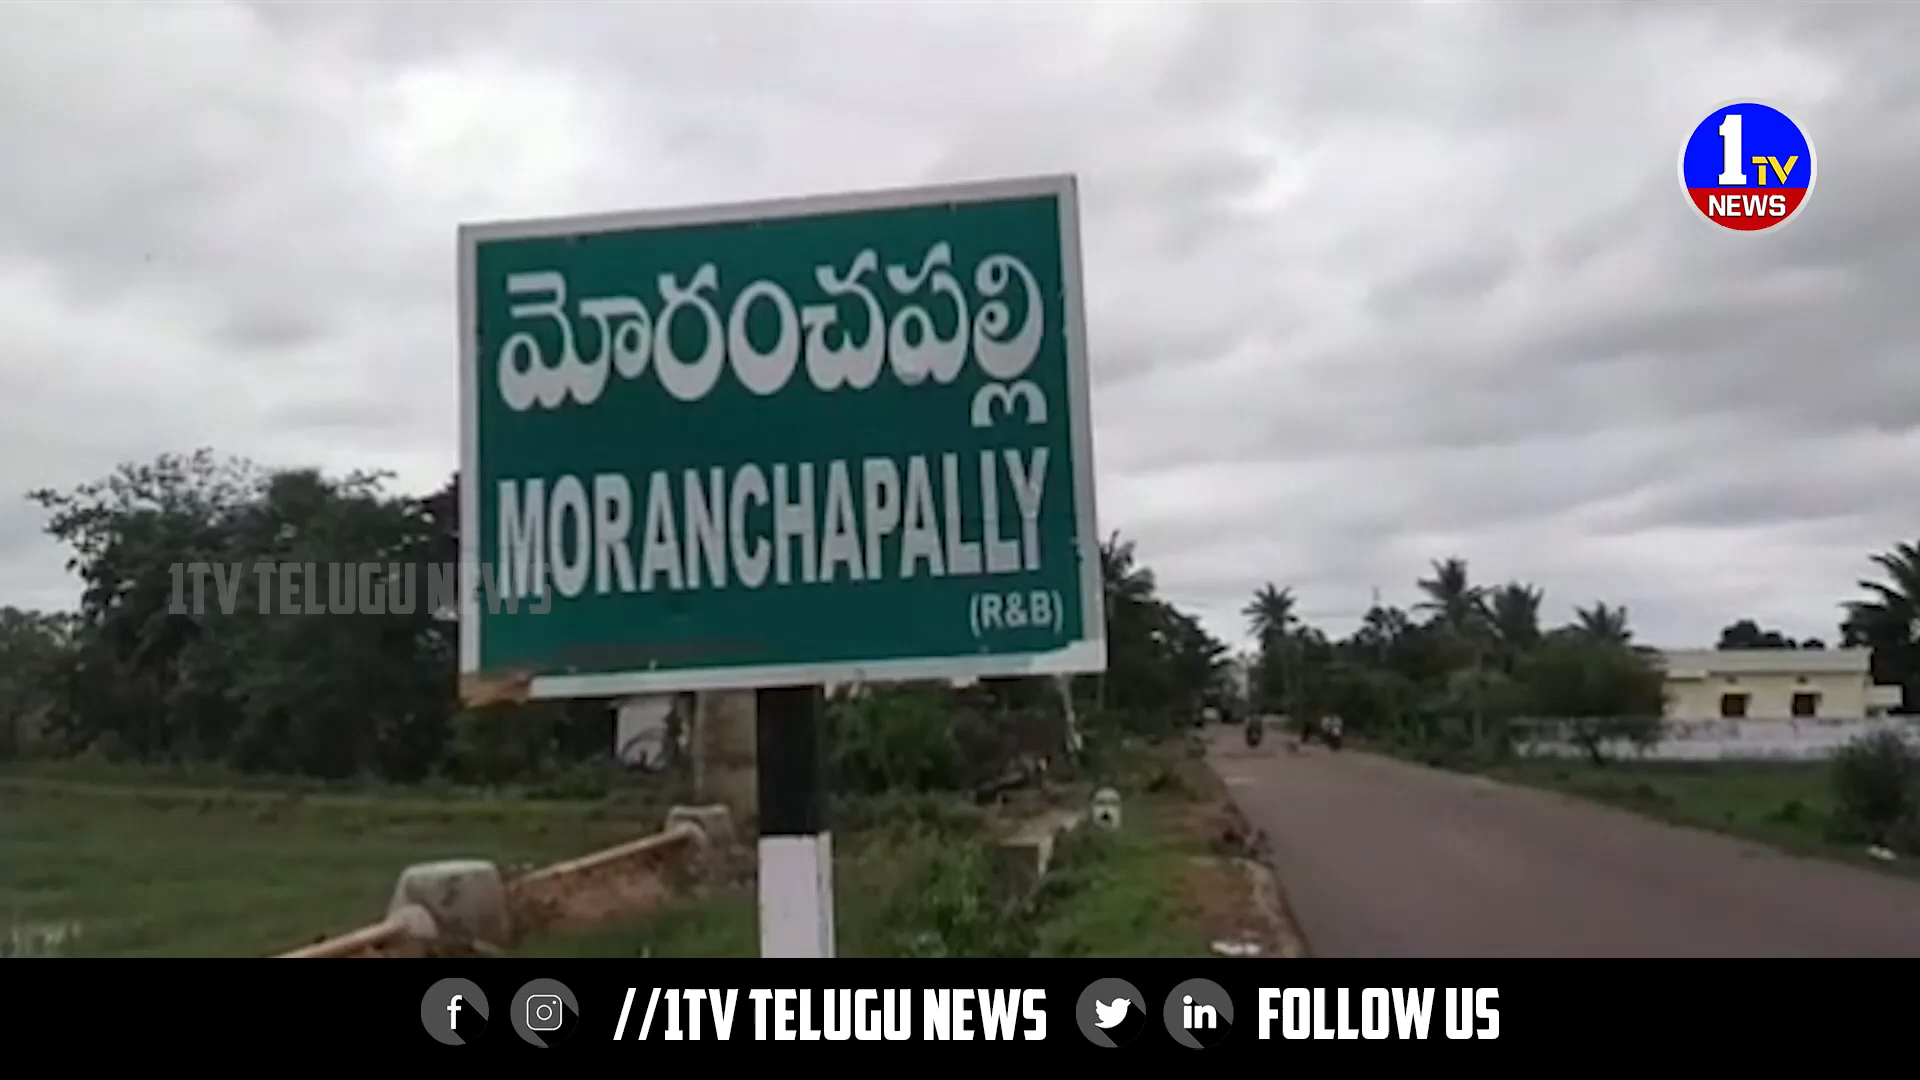 1
TV
NEWS
మోరంచపల్లి
MORANCHAPALLY
(R&B)
1TV TELUGU NEWS
//1TV TELUGU NEWS FOLLOW US